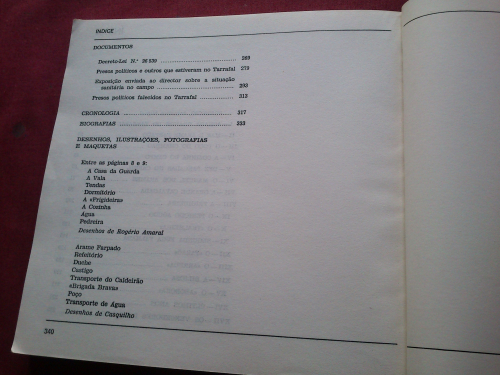 INDICE
DOCUMENTOS
Decreto-Lei N.º 26 539 ........ 269
Presos políticos e outros que estiveram no Tarrafal 273
Exposição enviada ao director sobre a situação
sanitária no campo ........ 293
Presos políticos falecidos no Tarrafal ........ 313
CRONOLOGIA ........ 317
BIOGRAFIAS ........ 333
DESENHOS, ILUSTRAÇÕES, FOTOGRAFIAS
E MAQUETAS
Entre as páginas 8 e 9:
A Casa da Guarda
A Vala
Tendas
Dormitório
A «Frigideira»
A Cozinha
Água
Pedreira
Desenhos de Rogério Amaral
Arame Farpado
Refeitório
Duche
Castigo
Transporte do Caldeirão
«Brigada Brava»
Poço
Transporte de Água
Desenhos de Casquilho
340